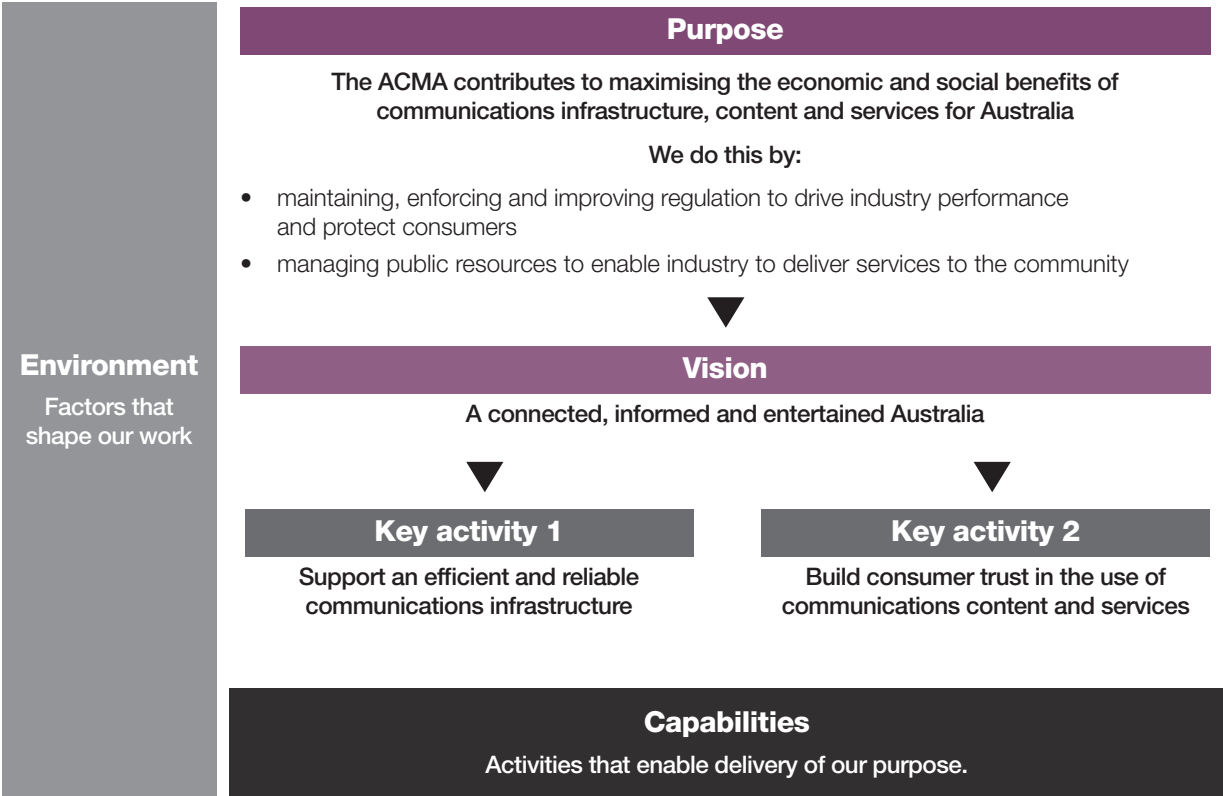 Environment
Factors that
shape our work
Purpose
The ACMA contributes to maximising the economic and social benefits of
communications infrastructure, content and services for Australia
We do this by:
• maintaining, enforcing and improving regulation to drive industry performance
and protect consumers
• managing public resources to enable industry to deliver services to the community
Vision
A connected, informed and entertained Australia
Key activity 1
Support an efficient and reliable
communications infrastructure
Key activity 2
Build consumer trust in the use of
communications content and services
Capabilities
Activities that enable delivery of our purpose.